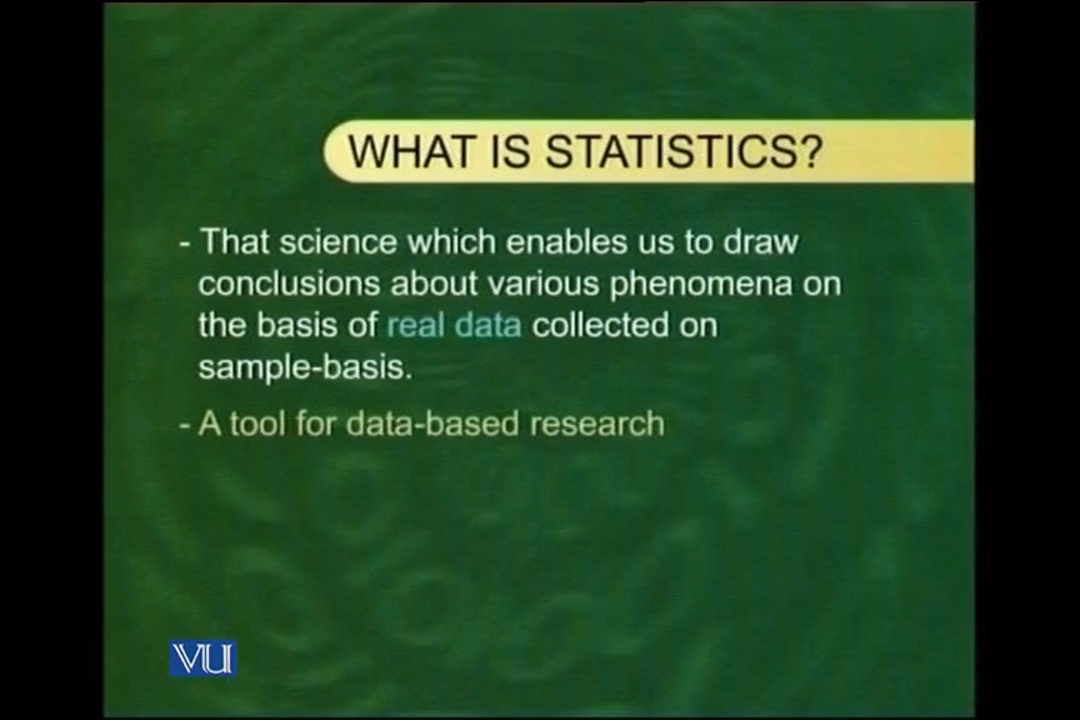 WHAT IS STATISTICS?
- That science which enables us to draw
conclusions about various phenomena on
the basis of real data collected on
sample-basis.
- A tool for data-based research
VU